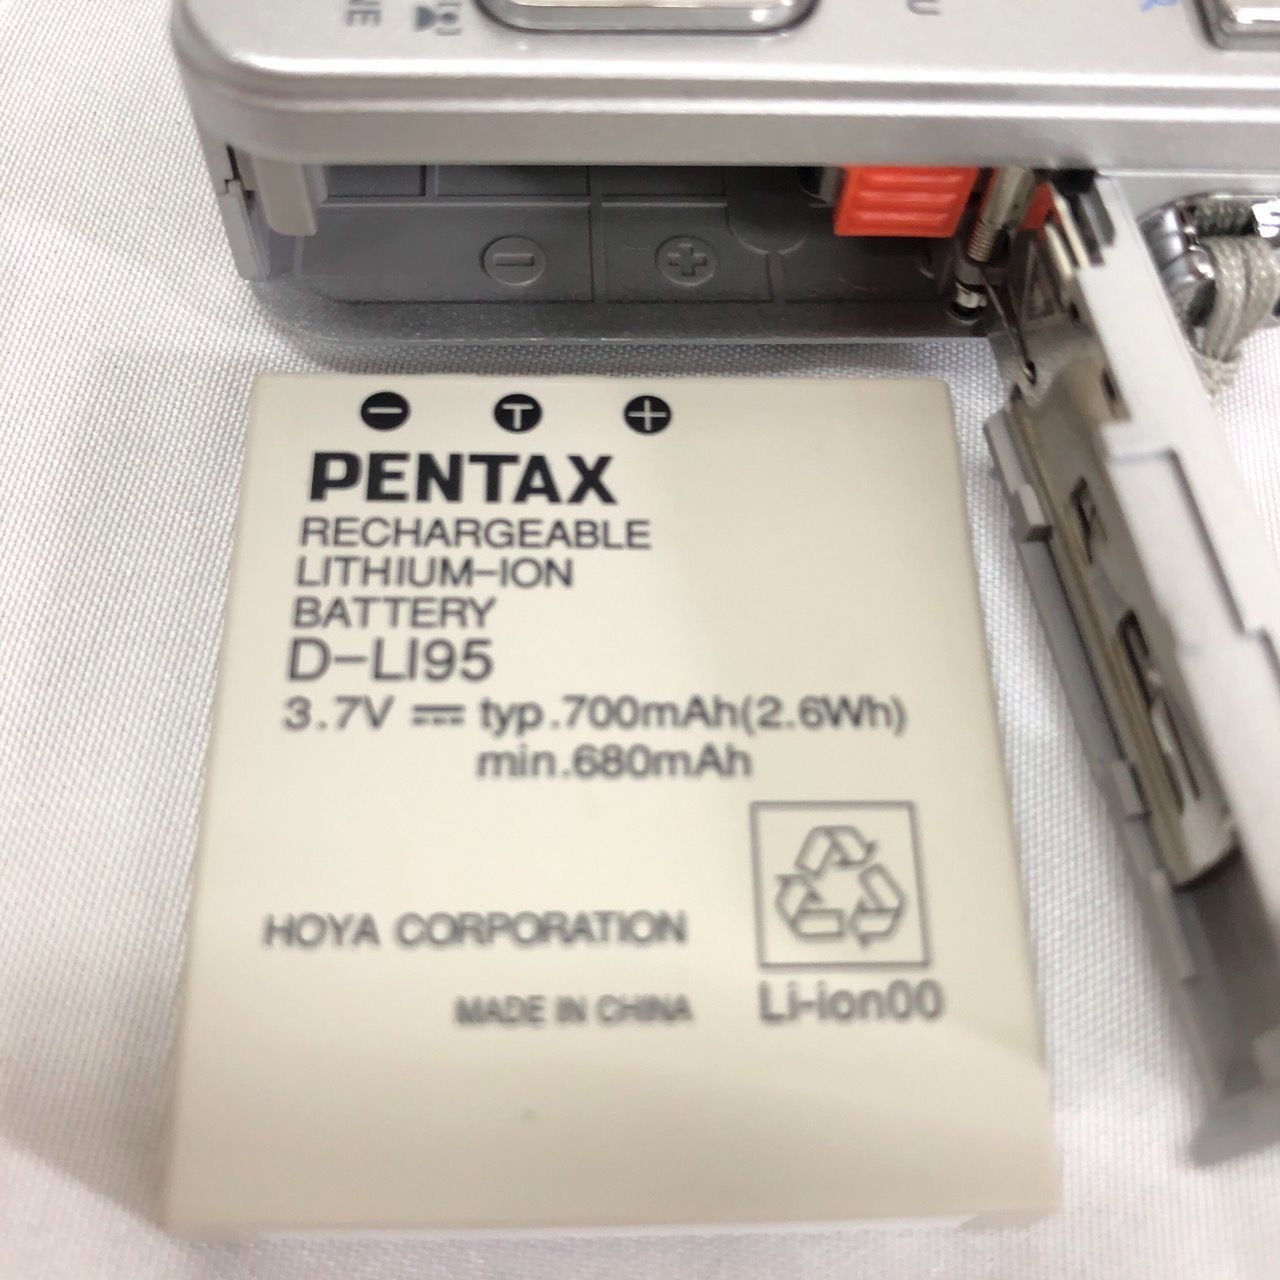 PENTAX
RECHARGEABLE
LITHIUM-ION
BATTERY
D-LI95
3.7V ⎓ typ.700mAh(2.6Wh)
min.680mAh
HOYA CORPORATION
MADE IN CHINA
Li-ion00